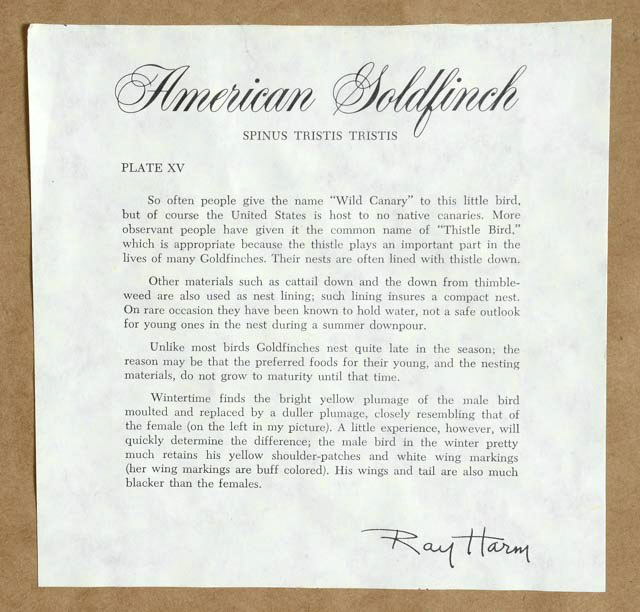 American Goldfinch
SPINUS TRISTIS TRISTIS
PLATE XV
So often people give the name "Wild Canary" to this little bird,
but of course the United States is host to no native canaries. More
observant people have given it the common name of "Thistle Bird,"
which is appropriate because the thistle plays an important part in the
lives of many Goldfinches. Their nests are often lined with thistle down.
Other materials such as cattail down and the down from thimble-
weed are also used as nest lining; such lining insures a compact nest.
On rare occasion they have been known to hold water, not a safe outlook
for young ones in the nest during a summer downpour.
Unlike most birds Goldfinches nest quite late in the season; the
reason may be that the preferred foods for their young, and the nesting
materials, do not grow to maturity until that time.
Wintertime finds the bright yellow plumage of the male bird
moulted and replaced by a duller plumage, closely resembling that of
the female (on the left in my picture). A little experience, however, will
quickly determine the difference; the male bird in the winter pretty
much retains his yellow shoulder-patches and white wing markings
(her wing markings are buff colored). His wings and tail are also much
blacker than the females.
Ray Harm